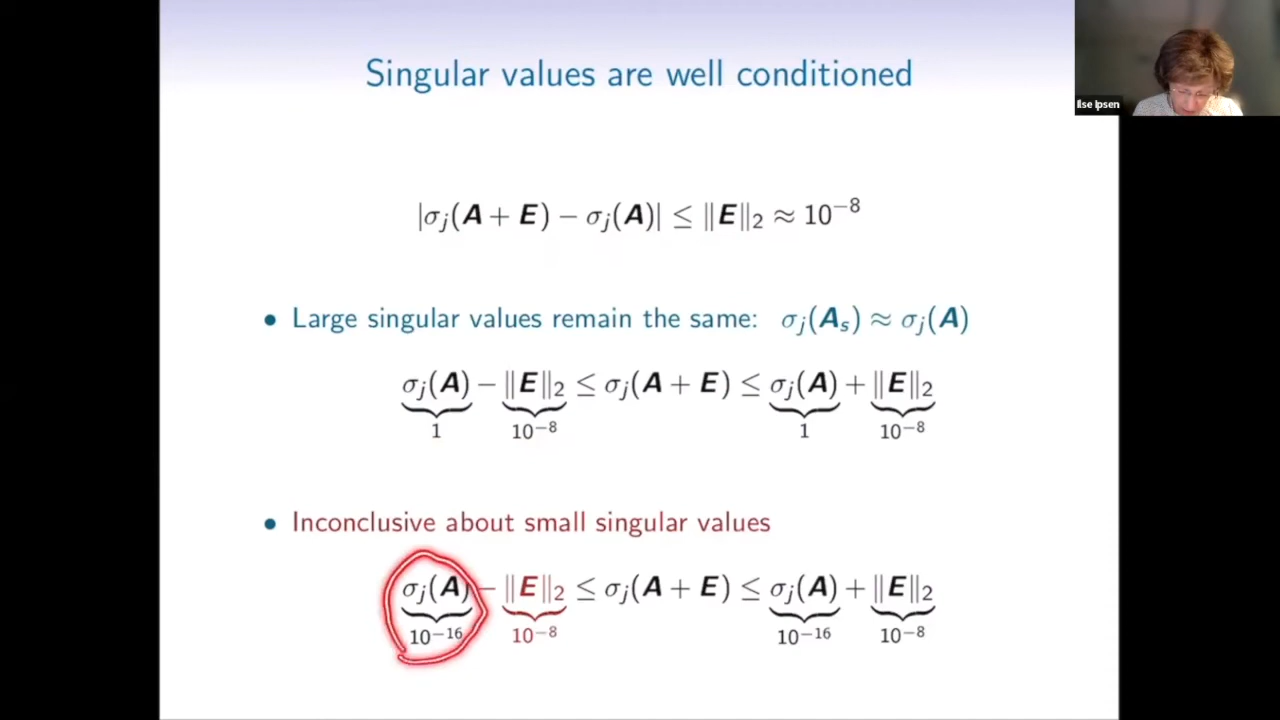 Singular values are well conditioned
Ilse Ipsen
|σj(A + E) − σj(A)| ≤ ‖E‖₂ ≈ 10⁻⁸
• Large singular values remain the same: σj(Aₛ) ≈ σj(A)
σj(A) − ‖E‖₂ ≤ σj(A + E) ≤ σj(A) + ‖E‖₂
1 10⁻⁸ 1 10⁻⁸
• Inconclusive about small singular values
σj(A) − ‖E‖₂ ≤ σj(A + E) ≤ σj(A) + ‖E‖₂
10⁻¹⁶ 10⁻⁸ 10⁻¹⁶ 10⁻⁸